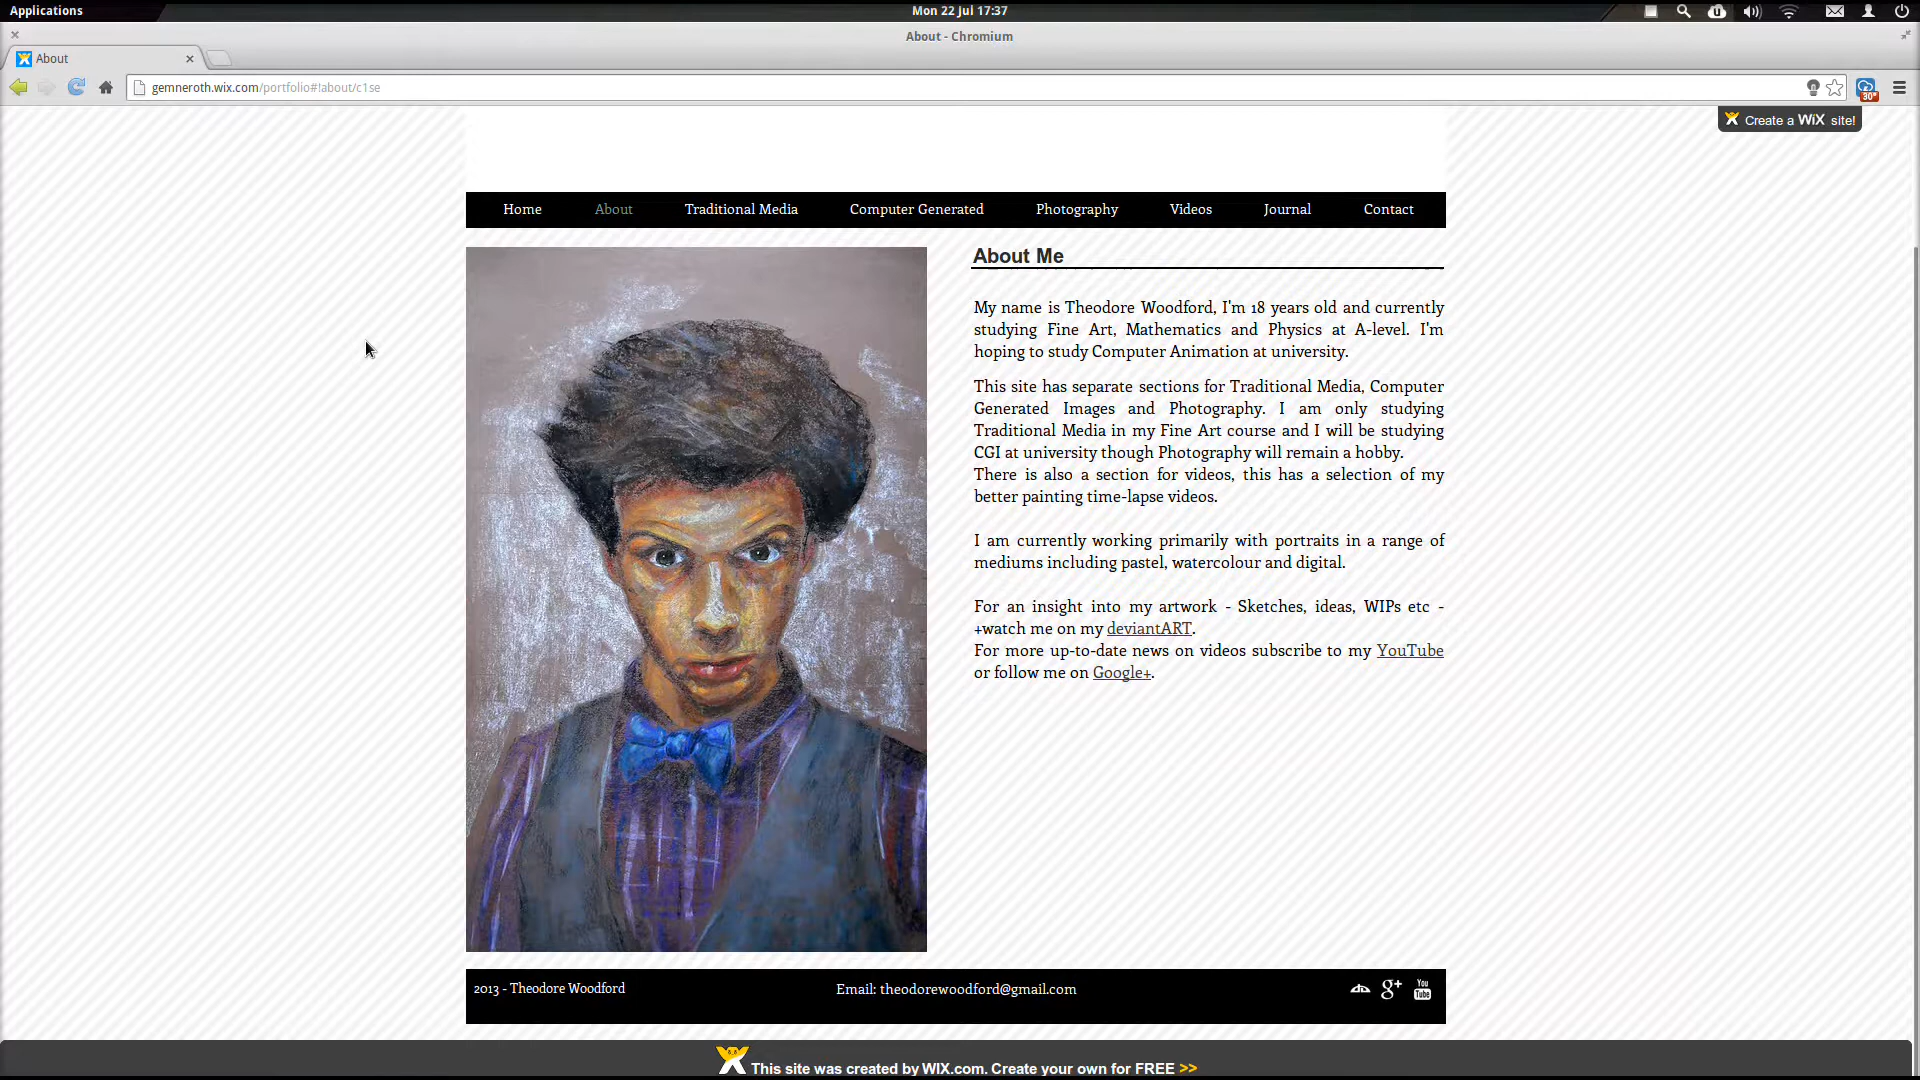 Applications
Mon 22 Jul 17:37
About - Chromium
About
gemneroth.wix.com/portfolio#!about/c1se
30°
Create a WiX site!
Home About Traditional Media Computer Generated Photography Videos Journal Contact
About Me
My name is Theodore Woodford, I'm 18 years old and currently
studying Fine Art, Mathematics and Physics at A-level. I'm
hoping to study Computer Animation at university.
This site has separate sections for Traditional Media, Computer
Generated Images and Photography. I am only studying
Traditional Media in my Fine Art course and I will be studying
CGI at university though Photography will remain a hobby.
There is also a section for videos, this has a selection of my
better painting time-lapse videos.
I am currently working primarily with portraits in a range of
mediums including pastel, watercolour and digital.
For an insight into my artwork - Sketches, ideas, WIPs etc -
+watch me on my deviantART.
For more up-to-date news on videos subscribe to my YouTube
or follow me on Google+.
2013 - Theodore Woodford
Email: theodorewoodford@gmail.com
g+
You
Tube
This site was created by WIX.com. Create your own for FREE >>